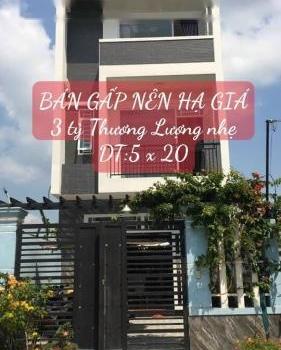 BÁN GẤP NÊN HẠ GIÁ
3 tỷ Thương Lượng nhẹ
DT:5 x 20